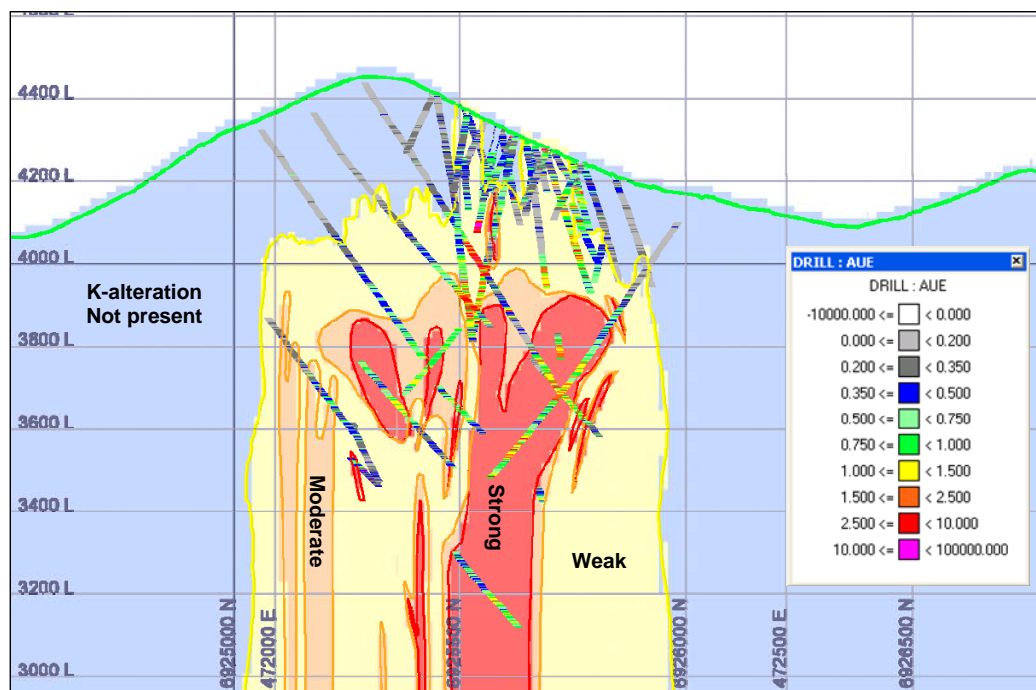 4400 L
4200 L
4000 L
3800 L
3600 L
3400 L
3200 L
3000 L
K-alteration
Not present
Moderate
Strong
Weak
6925000 N
472000 E
6925500 N
6926000 N
472500 E
6926500 N
DRILL : AUE
DRILL : AUE
-10000.000 <= < 0.000
0.000 <= < 0.200
0.200 <= < 0.350
0.350 <= < 0.500
0.500 <= < 0.750
0.750 <= < 1.000
1.000 <= < 1.500
1.500 <= < 2.500
2.500 <= < 10.000
10.000 <= < 100000.000